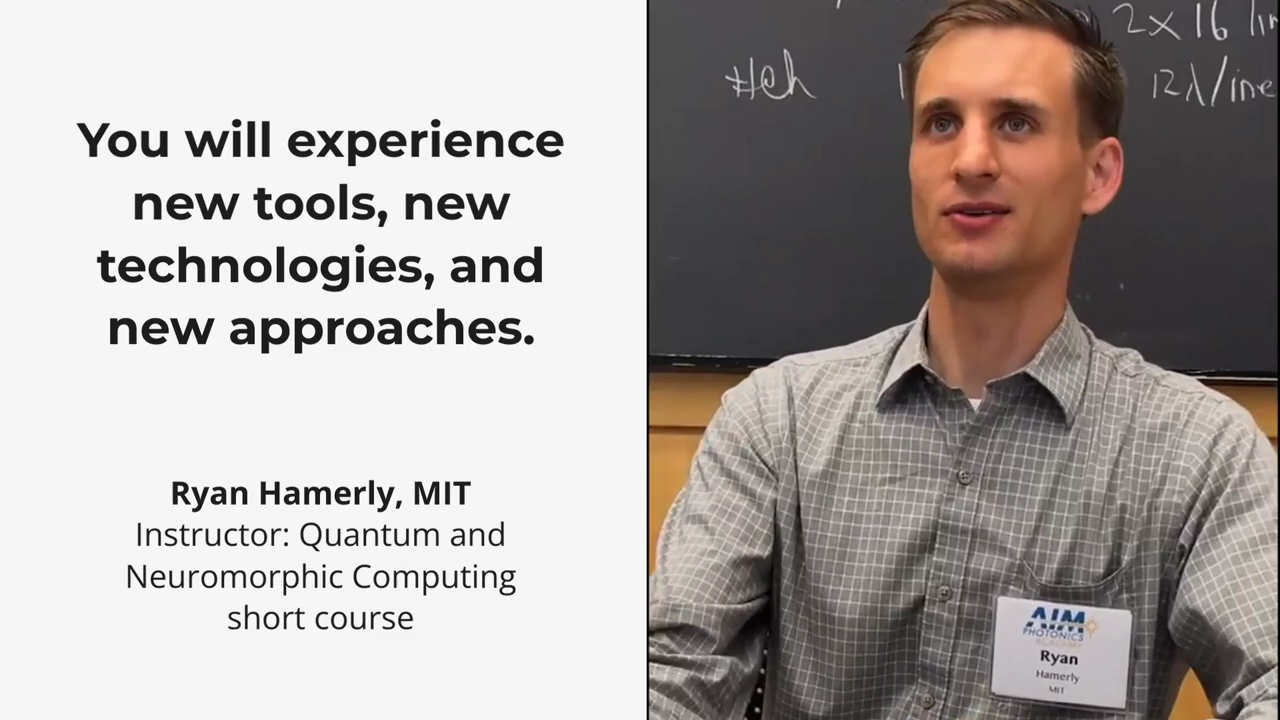 You will experience
new tools, new
technologies, and
new approaches.
Ryan Hamerly, MIT
Instructor: Quantum and
Neuromorphic Computing
short course
2x16
12λ/
AIM
PHOTONICS
ACADEMY
Ryan
Hamerly
MIT